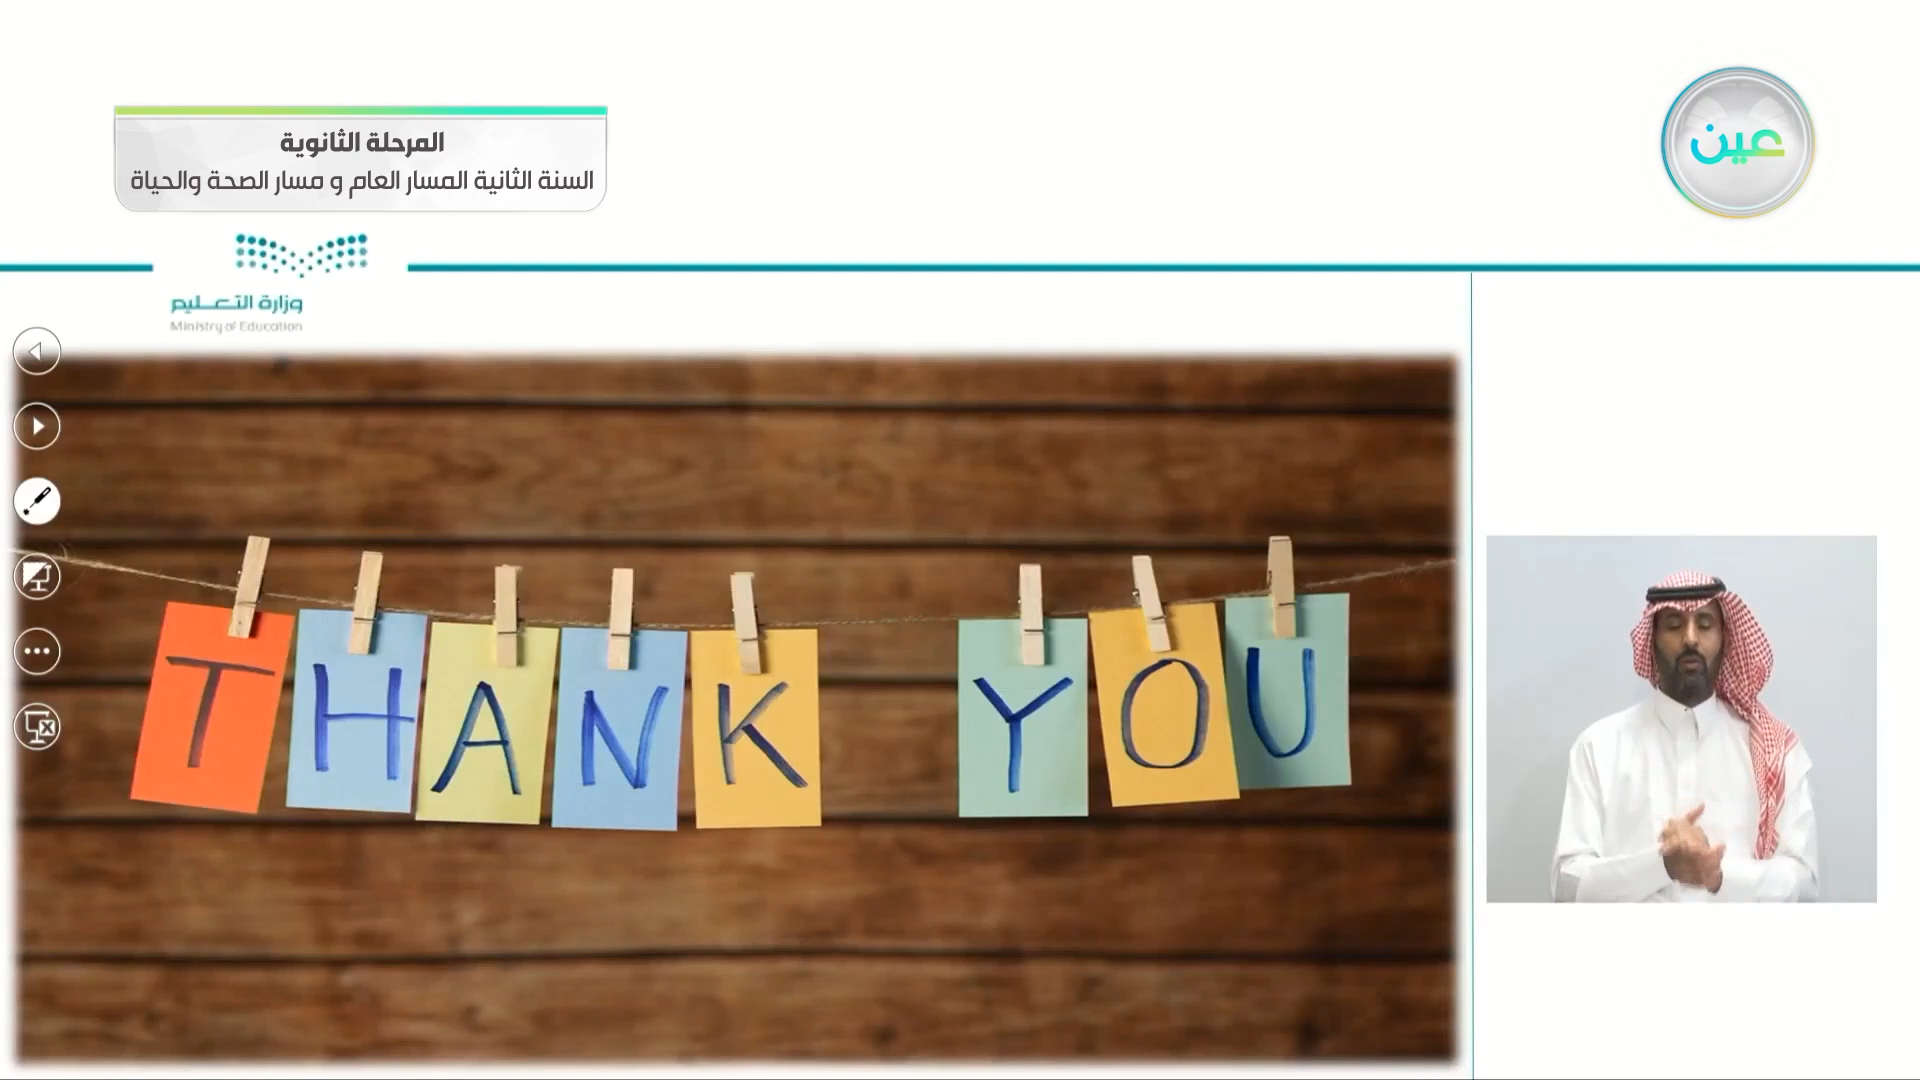 المرحلة الثانوية
السنة الثانية المسار العام و مسار الصحة والحياة
عين
وزارة التعليم
Ministry of Education
THANK YOU